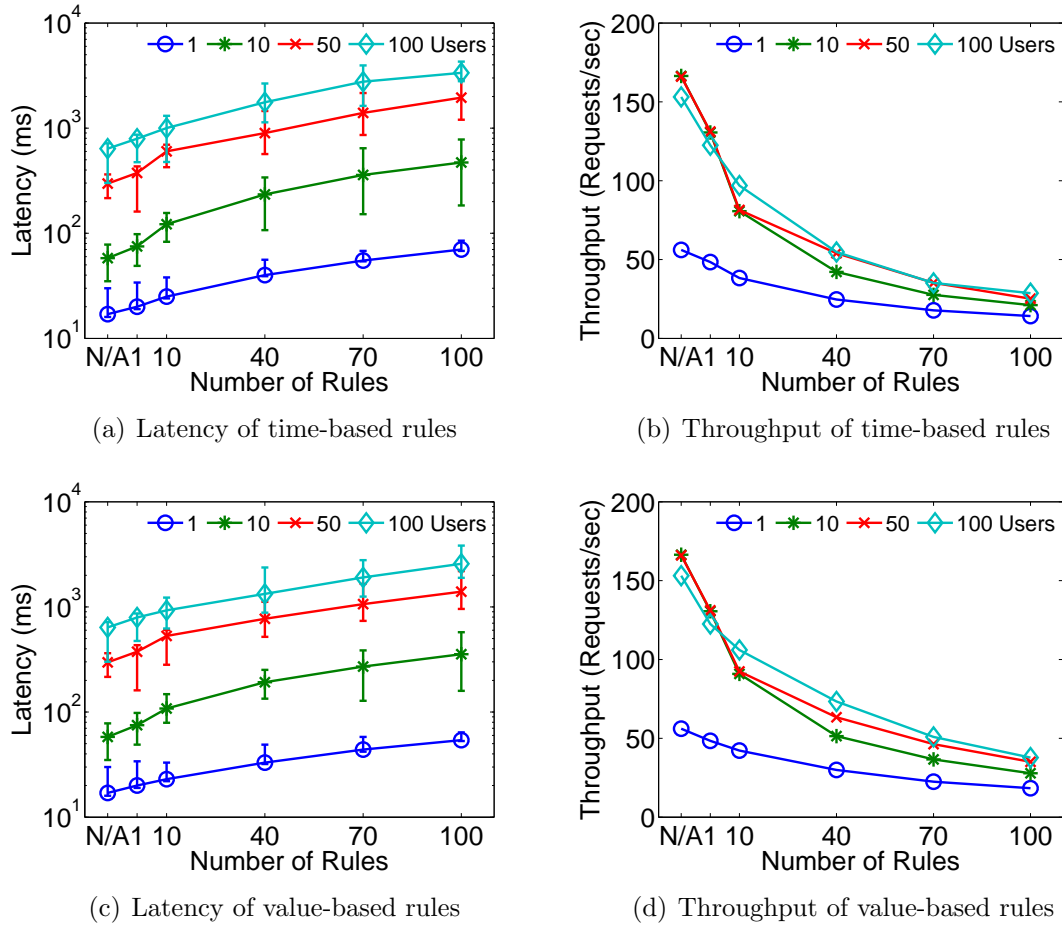 10^4
10^3
10^2
10^1
Latency (ms)
1 10 50 100 Users
N/A 1 10 40 70 100
Number of Rules
(a) Latency of time-based rules
200
150
100
50
0
Throughput (Requests/sec)
1 10 50 100 Users
N/A 1 10 40 70 100
Number of Rules
(b) Throughput of time-based rules
10^4
10^3
10^2
10^1
Latency (ms)
1 10 50 100 Users
N/A 1 10 40 70 100
Number of Rules
(c) Latency of value-based rules
200
150
100
50
0
Throughput (Requests/sec)
1 10 50 100 Users
N/A 1 10 40 70 100
Number of Rules
(d) Throughput of value-based rules